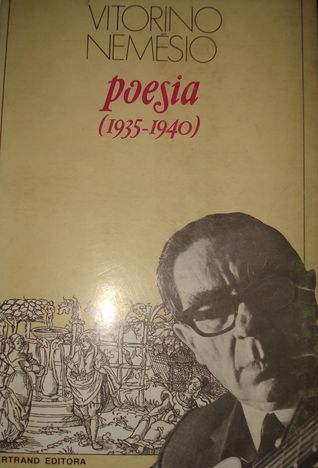 VITORINO
NEMÉSIO
poesia
(1935-1940)
RTRAND EDITORA